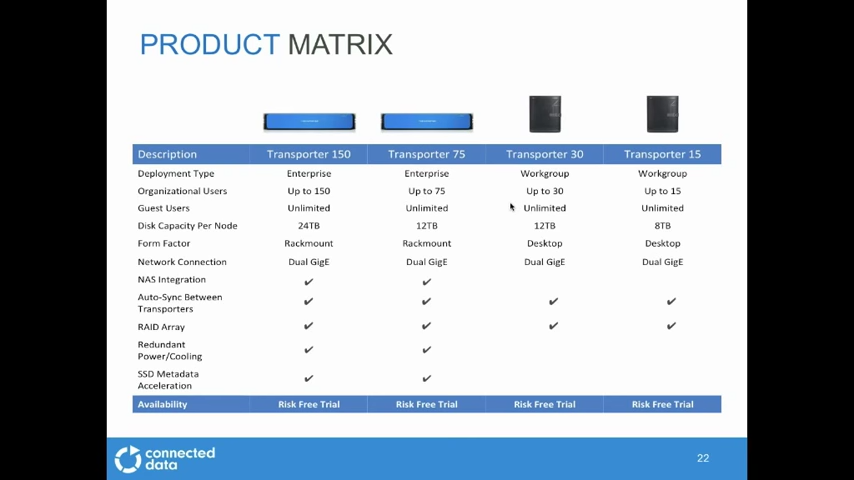 PRODUCT MATRIX
Description Transporter 150 Transporter 75 Transporter 30 Transporter 15
Deployment Type Enterprise Enterprise Workgroup Workgroup
Organizational Users Up to 150 Up to 75 Up to 30 Up to 15
Guest Users Unlimited Unlimited Unlimited Unlimited
Disk Capacity Per Node 24TB 12TB 12TB 8TB
Form Factor Rackmount Rackmount Desktop Desktop
Network Connection Dual GigE Dual GigE Dual GigE Dual GigE
NAS Integration ✔ ✔
Auto-Sync Between
Transporters ✔ ✔ ✔ ✔
RAID Array ✔ ✔ ✔ ✔
Redundant
Power/Cooling ✔ ✔
SSD Metadata
Acceleration ✔ ✔
Availability Risk Free Trial Risk Free Trial Risk Free Trial Risk Free Trial
connected
data
22